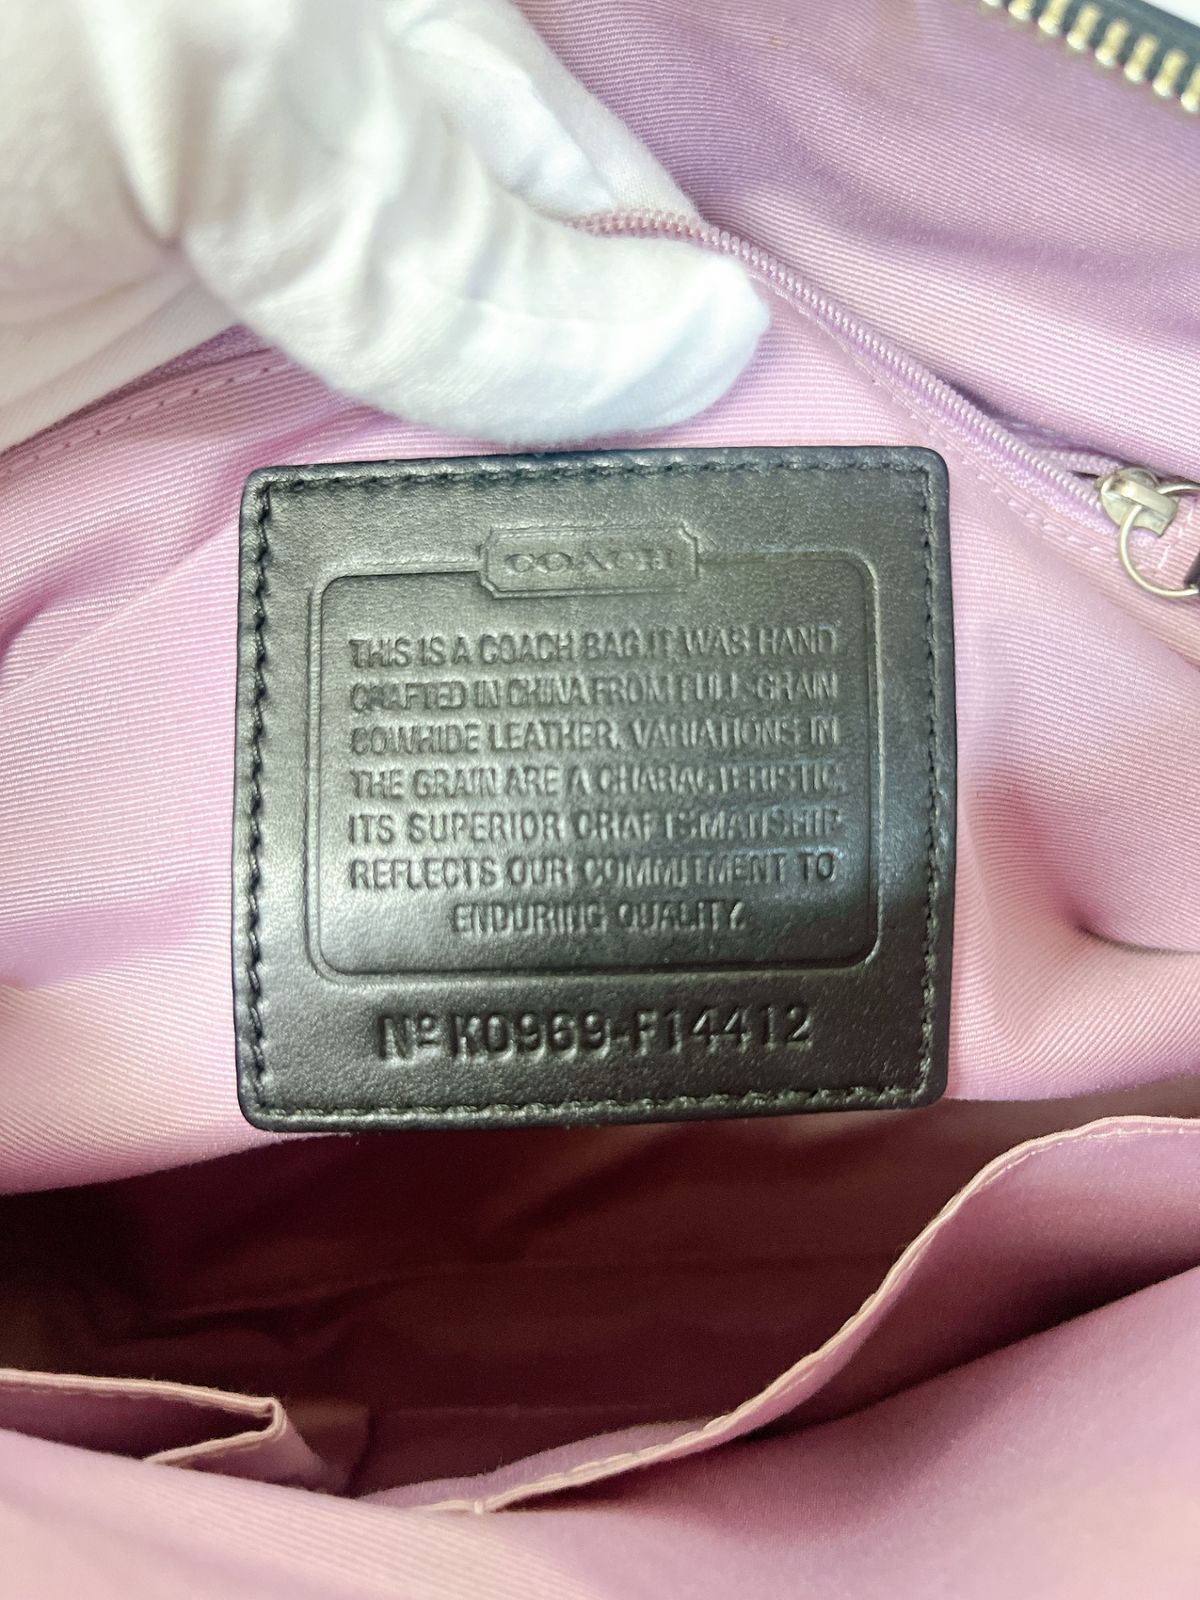 COACH
THIS IS A COACH BAG. IT WAS HAND-
CRAFTED IN CHINA FROM FULL-GRAIN
COWHIDE LEATHER. VARIATIONS IN
THE GRAIN ARE A CHARACTERISTIC.
ITS SUPERIOR CRAFTSMANSHIP
REFLECTS OUR COMMITMENT TO
ENDURING QUALITY.
Nº K0969-F14412